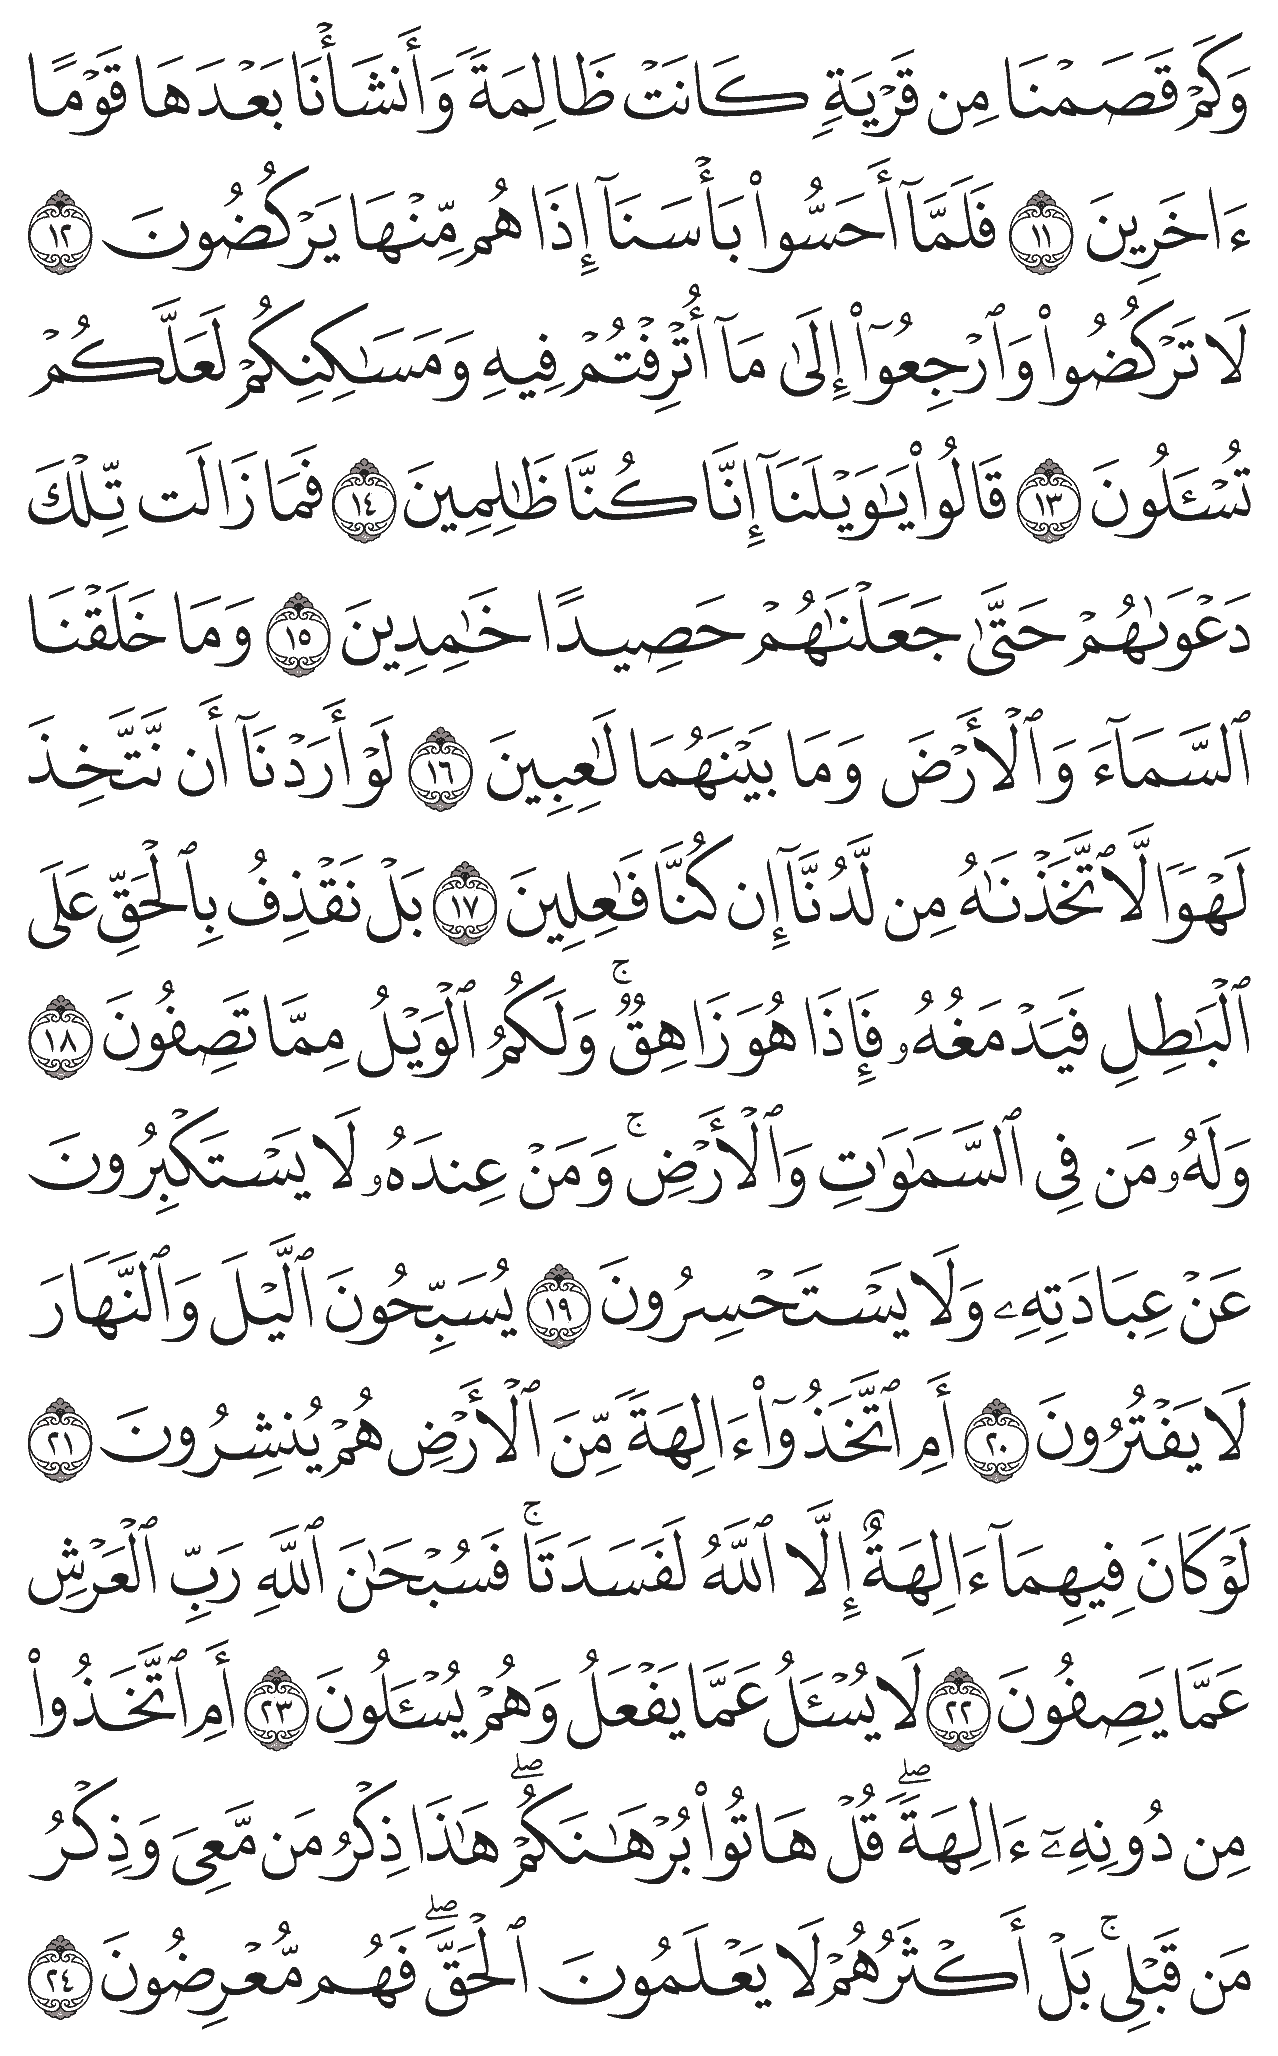 وَكَمْ قَصَمْنَا مِن قَرْيَةٍ كَانَتْ ظَالِمَةً وَأَنشَأْنَا بَعْدَهَا قَوْمًا
ءَاخَرِينَ ١١ فَلَمَّآ أَحَسُّوا۟ بَأْسَنَآ إِذَا هُم مِّنْهَا يَرْكُضُونَ ١٢
لَا تَرْكُضُوا۟ وَٱرْجِعُوٓا۟ إِلَىٰ مَآ أُتْرِفْتُمْ فِيهِ وَمَسَـٰكِنِكُمْ لَعَلَّكُمْ
تُسْـَٔلُونَ ١٣ قَالُوا۟ يَـٰوَيْلَنَآ إِنَّا كُنَّا ظَـٰلِمِينَ ١٤ فَمَا زَالَت تِّلْكَ
دَعْوَىٰهُمْ حَتَّىٰ جَعَلْنَـٰهُمْ حَصِيدًا خَـٰمِدِينَ ١٥ وَمَا خَلَقْنَا
ٱلسَّمَآءَ وَٱلْأَرْضَ وَمَا بَيْنَهُمَا لَـٰعِبِينَ ١٦ لَوْ أَرَدْنَآ أَن نَّتَّخِذَ
لَهْوًا لَّٱتَّخَذْنَـٰهُ مِن لَّدُنَّآ إِن كُنَّا فَـٰعِلِينَ ١٧ بَلْ نَقْذِفُ بِٱلْحَقِّ عَلَى
ٱلْبَـٰطِلِ فَيَدْمَغُهُۥ فَإِذَا هُوَ زَاهِقٌ ۚ وَلَكُمُ ٱلْوَيْلُ مِمَّا تَصِفُونَ ١٨
وَلَهُۥ مَن فِى ٱلسَّمَـٰوَٰتِ وَٱلْأَرْضِ ۚ وَمَنْ عِندَهُۥ لَا يَسْتَكْبِرُونَ
عَنْ عِبَادَتِهِۦ وَلَا يَسْتَحْسِرُونَ ١٩ يُسَبِّحُونَ ٱلَّيْلَ وَٱلنَّهَارَ
لَا يَفْتُرُونَ ٢٠ أَمِ ٱتَّخَذُوٓا۟ ءَالِهَةً مِّنَ ٱلْأَرْضِ هُمْ يُنشِرُونَ ٢١
لَوْ كَانَ فِيهِمَآ ءَالِهَةٌ إِلَّا ٱللَّهُ لَفَسَدَتَا ۚ فَسُبْحَـٰنَ ٱللَّهِ رَبِّ ٱلْعَرْشِ
عَمَّا يَصِفُونَ ٢٢ لَا يُسْـَٔلُ عَمَّا يَفْعَلُ وَهُمْ يُسْـَٔلُونَ ٢٣ أَمِ ٱتَّخَذُوا۟
مِن دُونِهِۦٓ ءَالِهَةً ۖ قُلْ هَاتُوا۟ بُرْهَـٰنَكُمْ ۖ هَـٰذَا ذِكْرُ مَن مَّعِىَ وَذِكْرُ
مَن قَبْلِى ۚ بَلْ أَكْثَرُهُمْ لَا يَعْلَمُونَ ٱلْحَقَّ ۖ فَهُم مُّعْرِضُونَ ٢٤